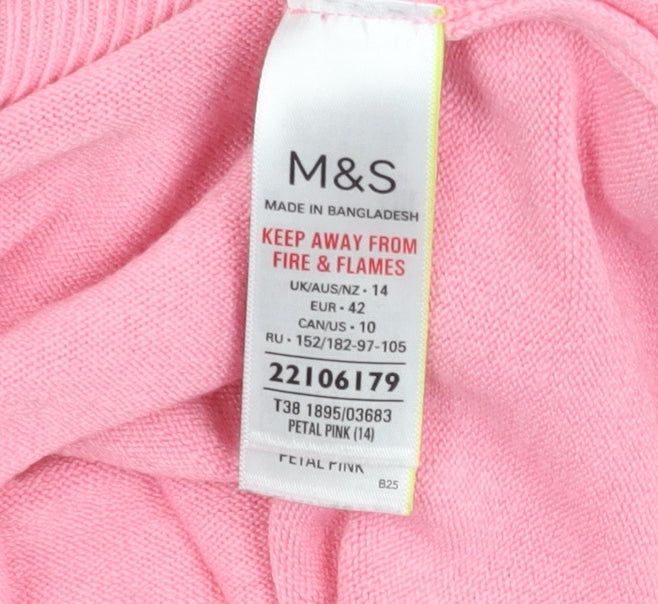 M&S
MADE IN BANGLADESH
KEEP AWAY FROM
FIRE & FLAMES
UK/AUS/NZ • 14
EUR • 42
CAN/US • 10
RU • 152/182-97-105
22106179
T38 1895/03683
PETAL PINK (14)
PETAL PINK
B25